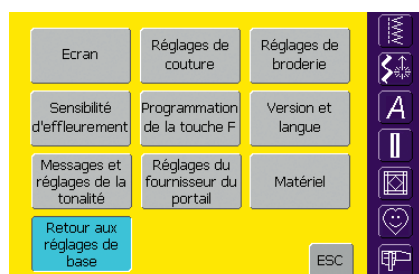 Ecran
Réglages de
couture
Réglages de
broderie
Sensibilité
d'effleurement
Programmation
de la touche F
Version et
langue
Messages et
réglages de la
tonalité
Réglages du
fournisseur du
portail
Matériel
Retour aux
réglages de
base
ESC
A